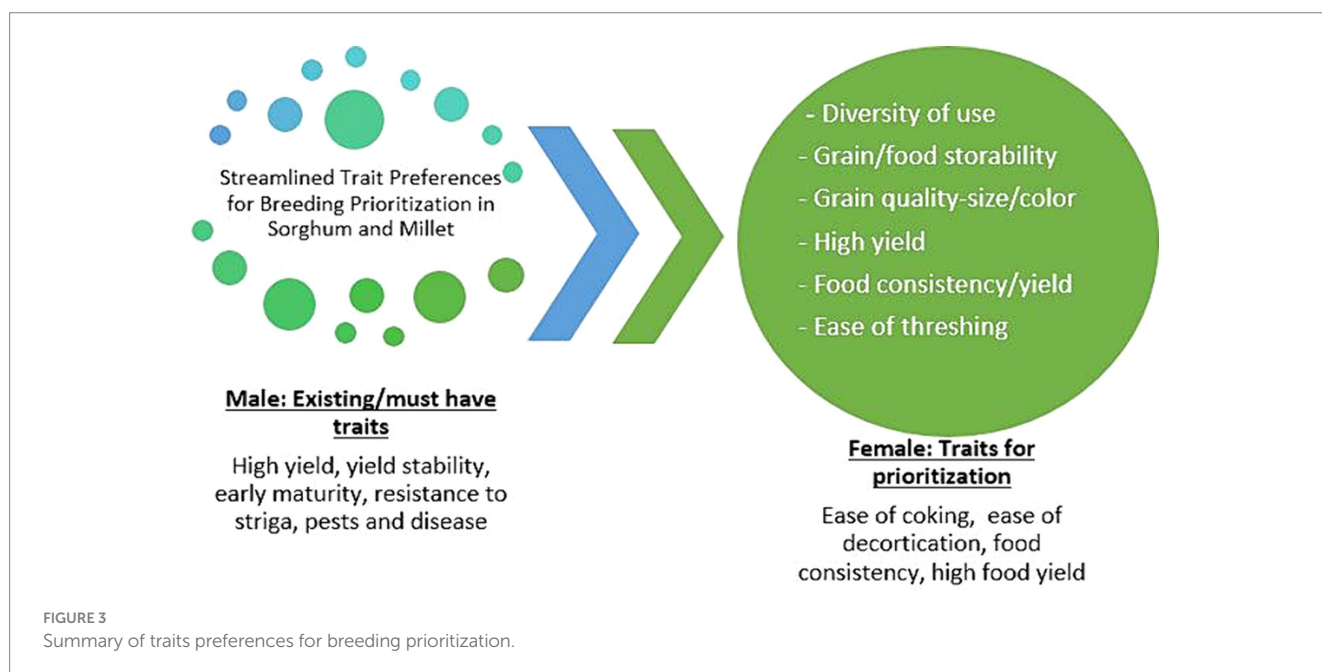 Streamlined Trait Preferences
for Breeding Prioritization in
Sorghum and Millet
Male: Existing/must have
traits
High yield, yield stability,
early maturity, resistance to
striga, pests and disease
- Diversity of use
- Grain/food storability
- Grain quality-size/color
- High yield
- Food consistency/yield
- Ease of threshing
Female: Traits for
prioritization
Ease of coking, ease of
decortication, food
consistency, high food yield
FIGURE 3
Summary of traits preferences for breeding prioritization.